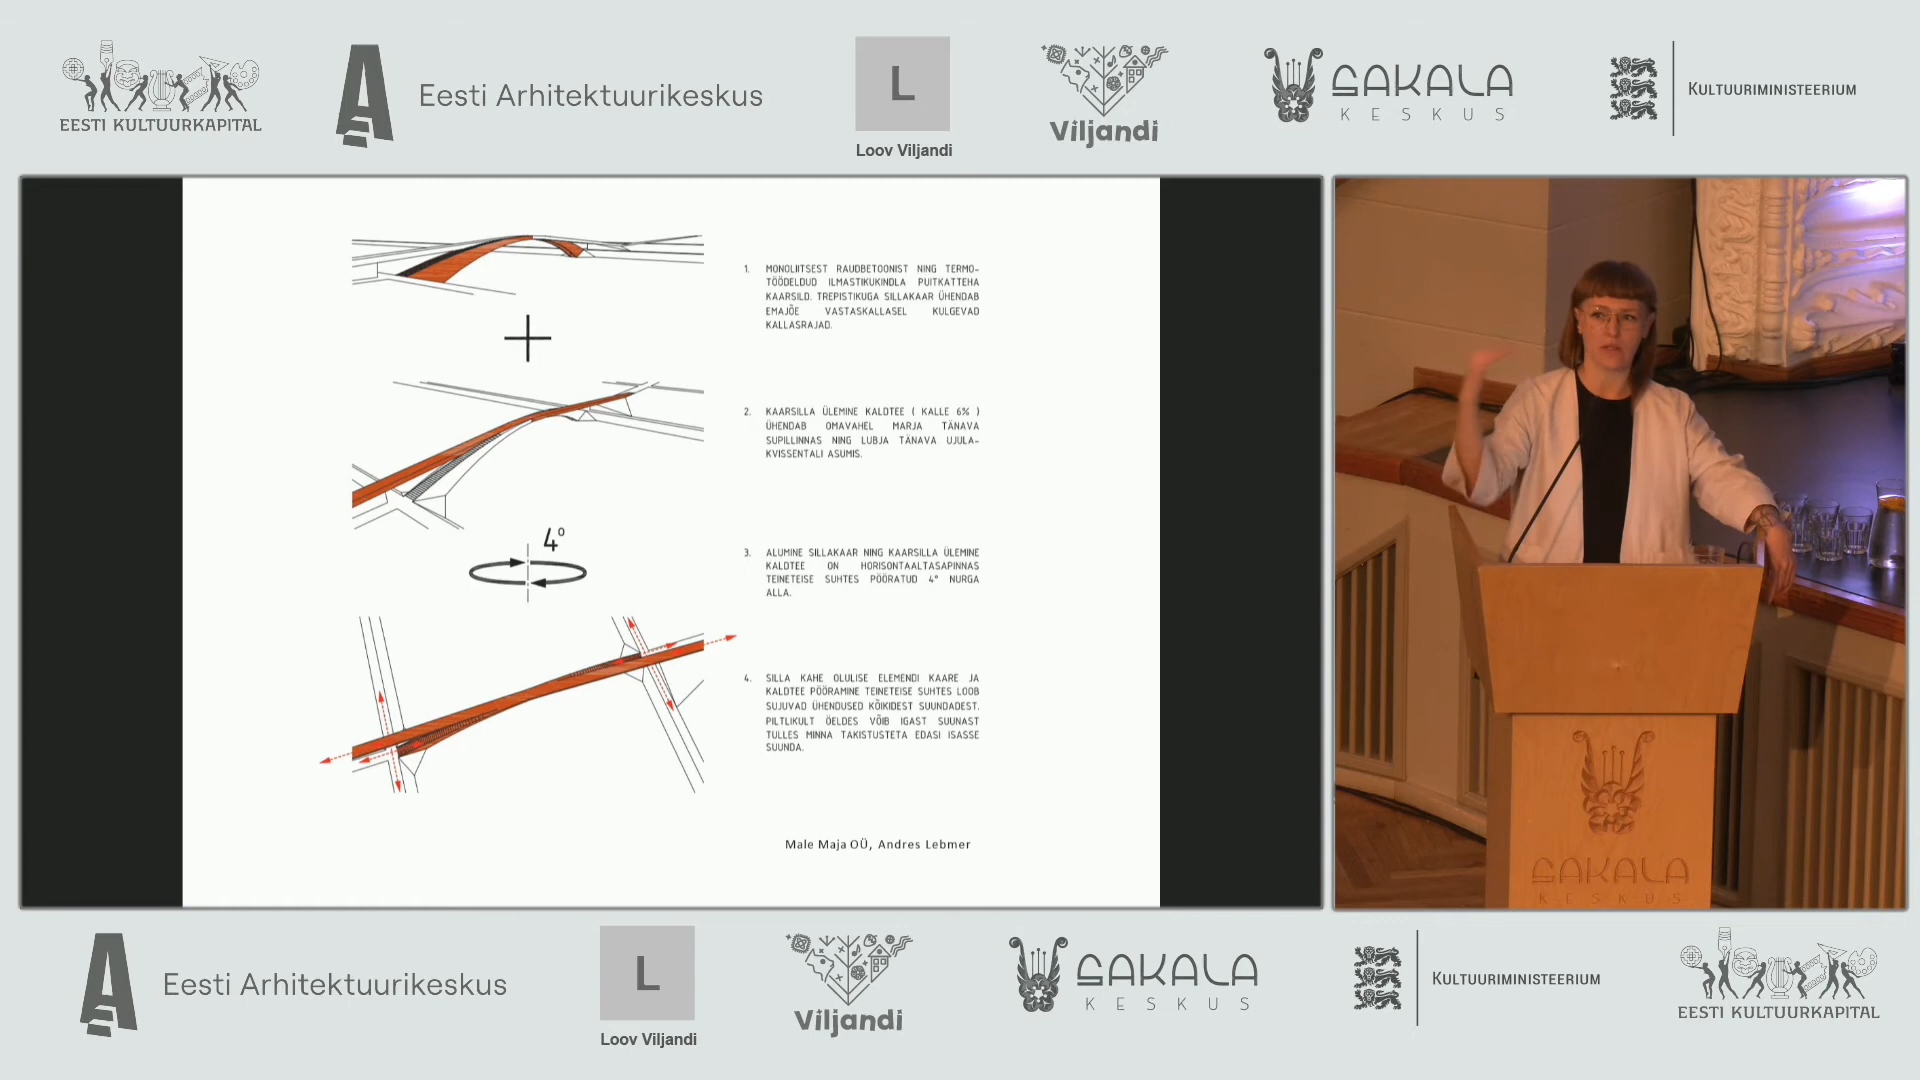 EESTI KULTUURKAPITAL
Eesti Arhitektuurikeskus
L
Loov Viljandi
Viljandi
SAKALA
KESKUS
KULTUURIMINISTEERIUM
1. MONOLIITSEST RAUDBETOONIST NING TERMO-
TÖÖDELDUD ILMASTIKUKINDLA PUITKATTEHA
KAARSILD. TREPISTIKUGA SILLAKAAR ÜHENDAB
EMAJÕE VASTASKALLASEL KULGEVAD
KALLASRAJAD.
2. KAARSILLA ÜLEMINE KALDTEE ( KALLE 6% )
ÜHENDAB OMAVAHEL MARJA TÄNAVA
SUPILLINNAS NING LUBJA TÄNAVA UJULA-
KVISSENTALI ASUMIS.
4°
3. ALUMINE SILLAKAAR NING KAARSILLA ÜLEMINE
KALDTEE ON HORISONTAALTASAPINNAS
TEINETEISE SUHTES PÖÖRATUD 4° NURGA
ALLA.
4. SILLA KAHE OLULISE ELEMENDI KAARE JA
KALDTEE PÖÖRAMINE TEINETEISE SUHTES LOOB
SUJUVAD ÜHENDUSED KÕIKIDEST SUUNDADEST.
PILTLIKULT ÖELDES VÕIB IGAST SUUNAST
TULLES MINNA TAKISTUSTETA EDASI IGASSE
SUUNDA.
Male Maja OÜ, Andres Lebmer
SAKALA
KESKUS
Eesti Arhitektuurikeskus
L
Loov Viljandi
Viljandi
SAKALA
KESKUS
KULTUURIMINISTEERIUM
EESTI KULTUURKAPITAL